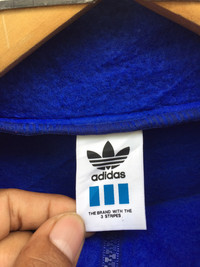 adidas
THE BRAND WITH THE
3 STRIPES